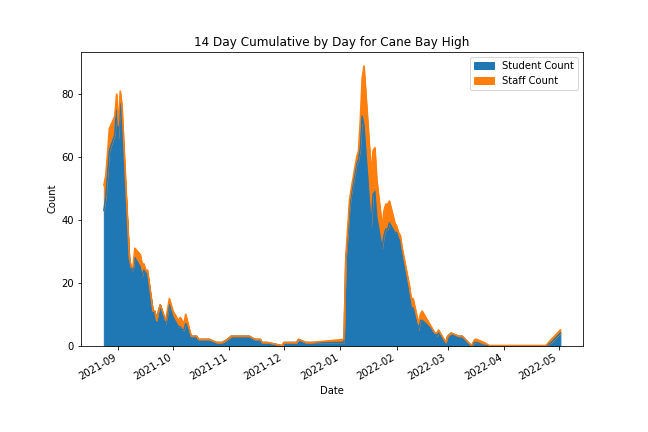 14 Day Cumulative by Day for Cane Bay High
Student Count
Staff Count
80
60
40
20
0
Count
2021-09
2021-10
2021-11
2021-12
2022-01
2022-02
2022-03
2022-04
2022-05
Date